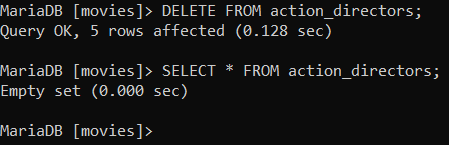 MariaDB [movies]> DELETE FROM action_directors;
Query OK, 5 rows affected (0.128 sec)
MariaDB [movies]> SELECT * FROM action_directors;
Empty set (0.000 sec)
MariaDB [movies]>